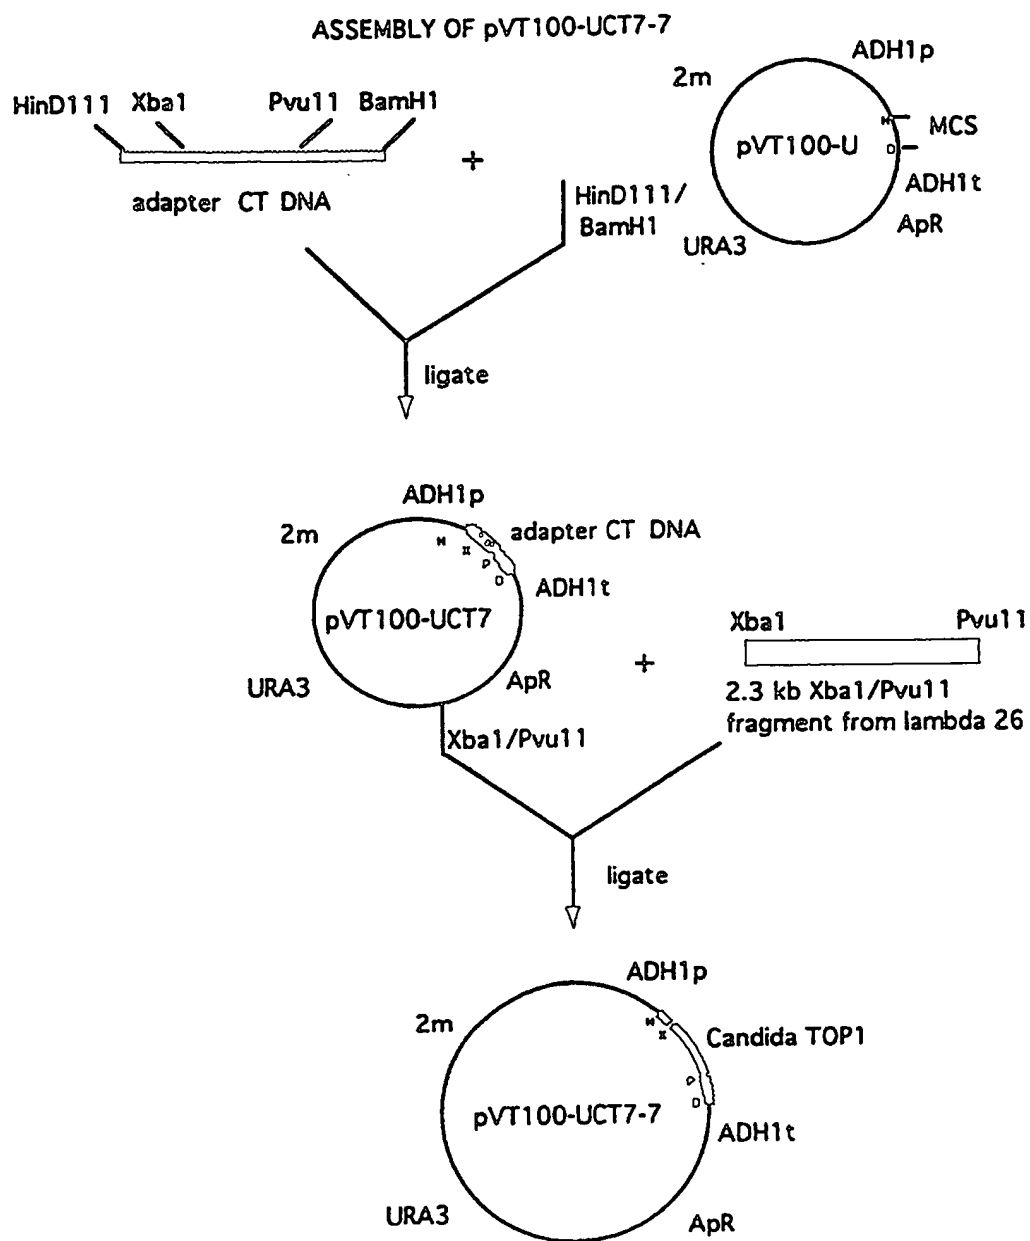 ASSEMBLY OF pVT100-UCT7-7
HinD111 Xba1 Pvu11 BamH1
adapter CT DNA
÷
2m
ADH1p
H
MCS
pVT100-U
ADH1t
ApR
URA3
HinD111/
BamH1
ligate
ADH1p
2m
adapter CT DNA
H
X
P
ADH1t
pVT100-UCT7
URA3
ApR
÷
Xba1 Pvu11
2.3 kb Xba1/Pvu11
fragment from lambda 26
Xba1/Pvu11
ligate
ADH1p
2m
H
X
Candida TOP1
P
pVT100-UCT7-7
ADH1t
URA3
ApR